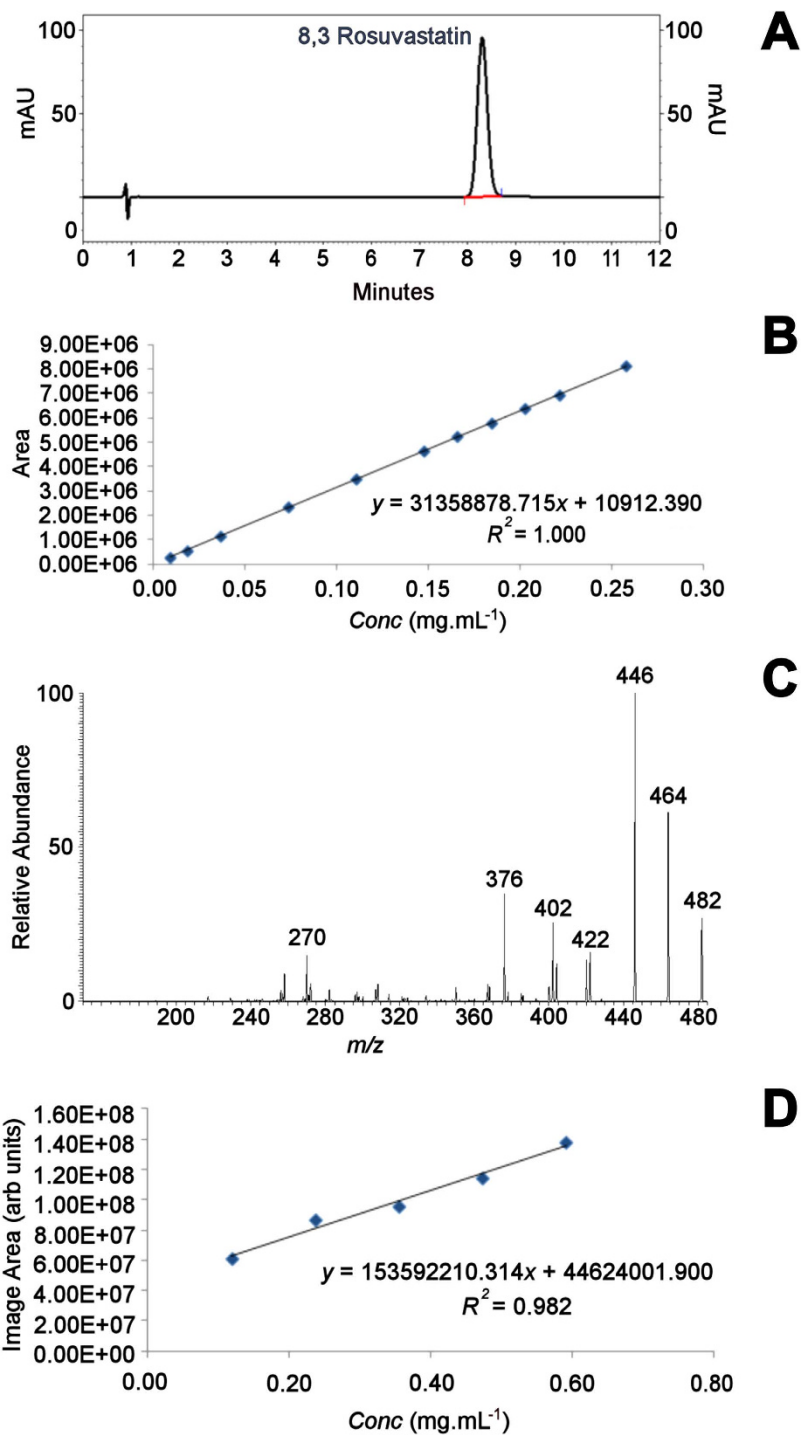 A
100
50
0
mAU
8,3 Rosuvastatin
100
50
0
mAU
0 1 2 3 4 5 6 7 8 9 10 11 12
Minutes
B
9.00E+06
8.00E+06
7.00E+06
6.00E+06
5.00E+06
4.00E+06
3.00E+06
2.00E+06
1.00E+06
0.00E+06
Area
y = 31358878.715x + 10912.390
R² = 1.000
0.00 0.05 0.10 0.15 0.20 0.25 0.30
Conc (mg.mL⁻¹)
C
100
50
0
Relative Abundance
446
464
376
402
482
422
270
200 240 280 320 360 400 440 480
m/z
D
1.60E+08
1.40E+08
1.20E+08
1.00E+08
8.00E+07
6.00E+07
4.00E+07
2.00E+07
0.00E+00
Image Area (arb units)
y = 153592210.314x + 44624001.900
R² = 0.982
0.00 0.20 0.40 0.60 0.80
Conc (mg.mL⁻¹)